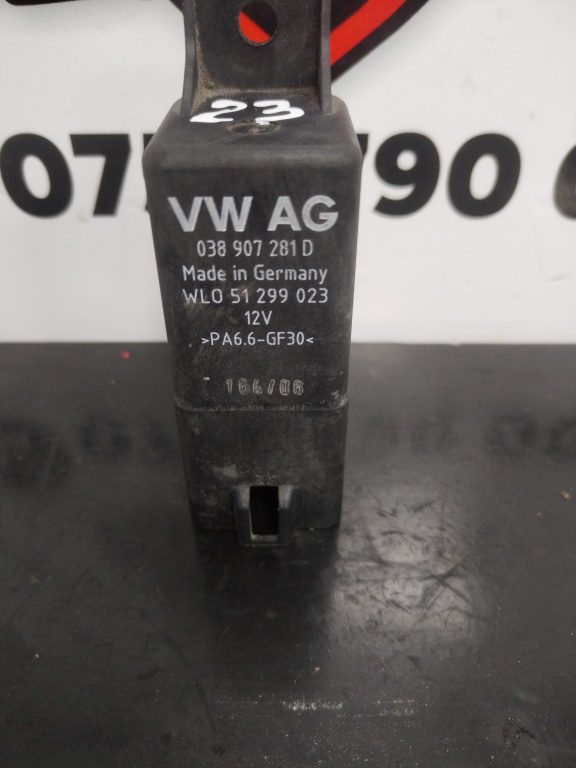 23
VW AG
038 907 281 D
Made in Germany
WLO 51 299 023
12V
>PA6.6-GF30<
164/06